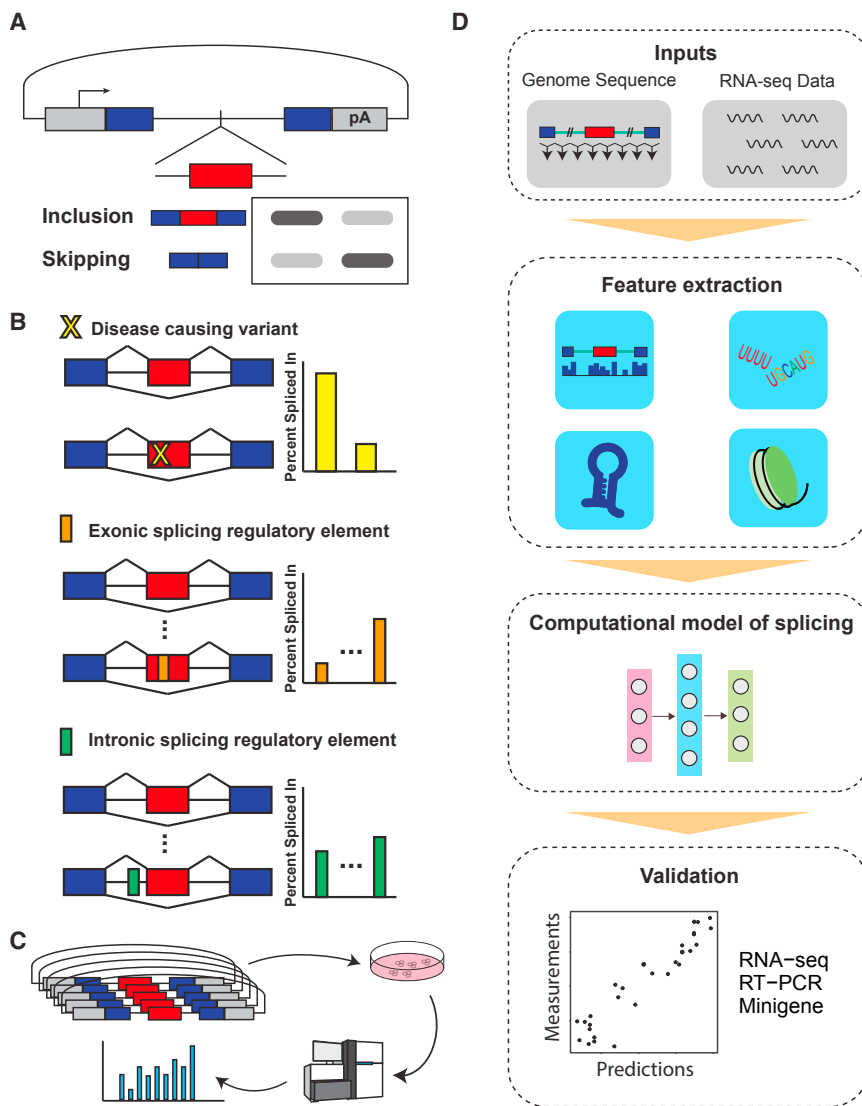 A
pA
Inclusion
Skipping
B
X Disease causing variant
Percent Spliced In
X
Exonic splicing regulatory element
Percent Spliced In
...
...
Intronic splicing regulatory element
Percent Spliced In
...
...
C
D
Inputs
Genome Sequence
RNA-seq Data
Feature extraction
UUUU
UGCAUG
Computational model of splicing
Validation
Measurements
Predictions
RNA−seq
RT−PCR
Minigene